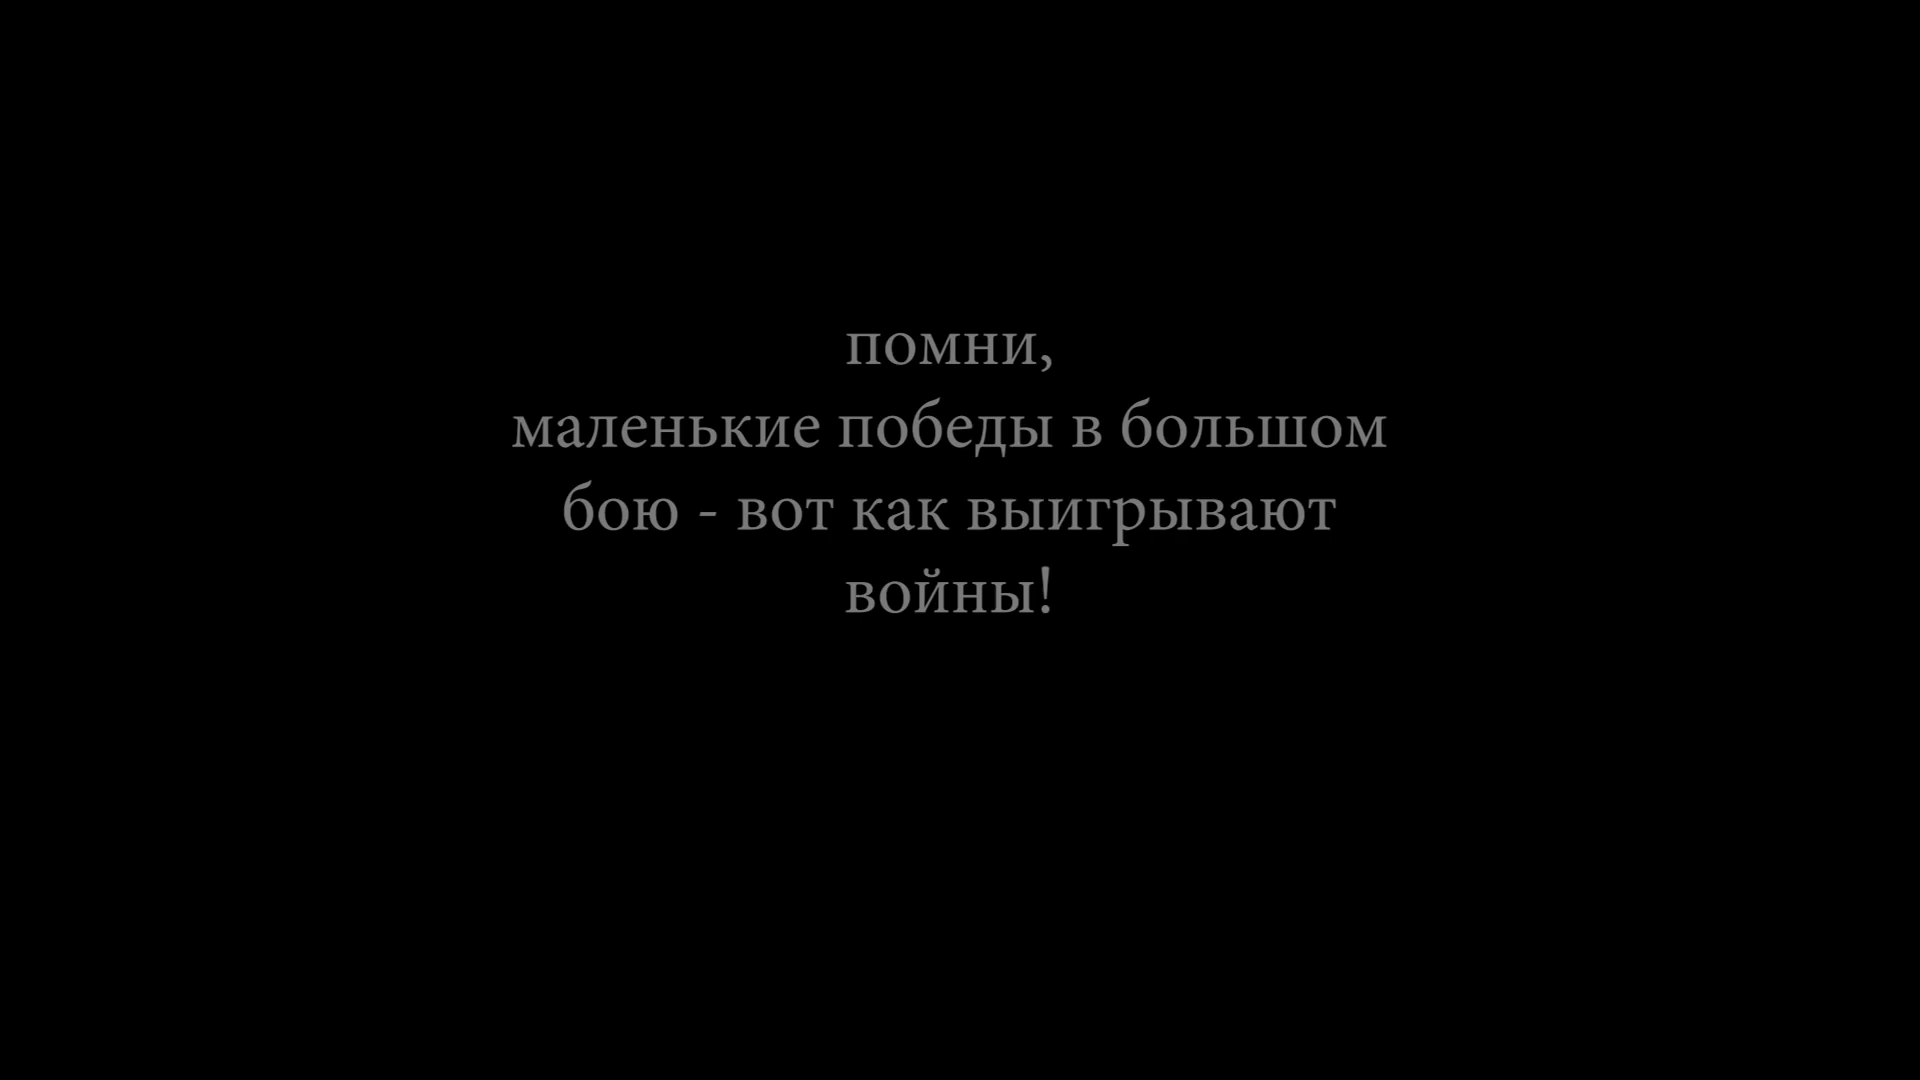 помни,
маленькие победы в большом
бою - вот как выигрывают
войны!